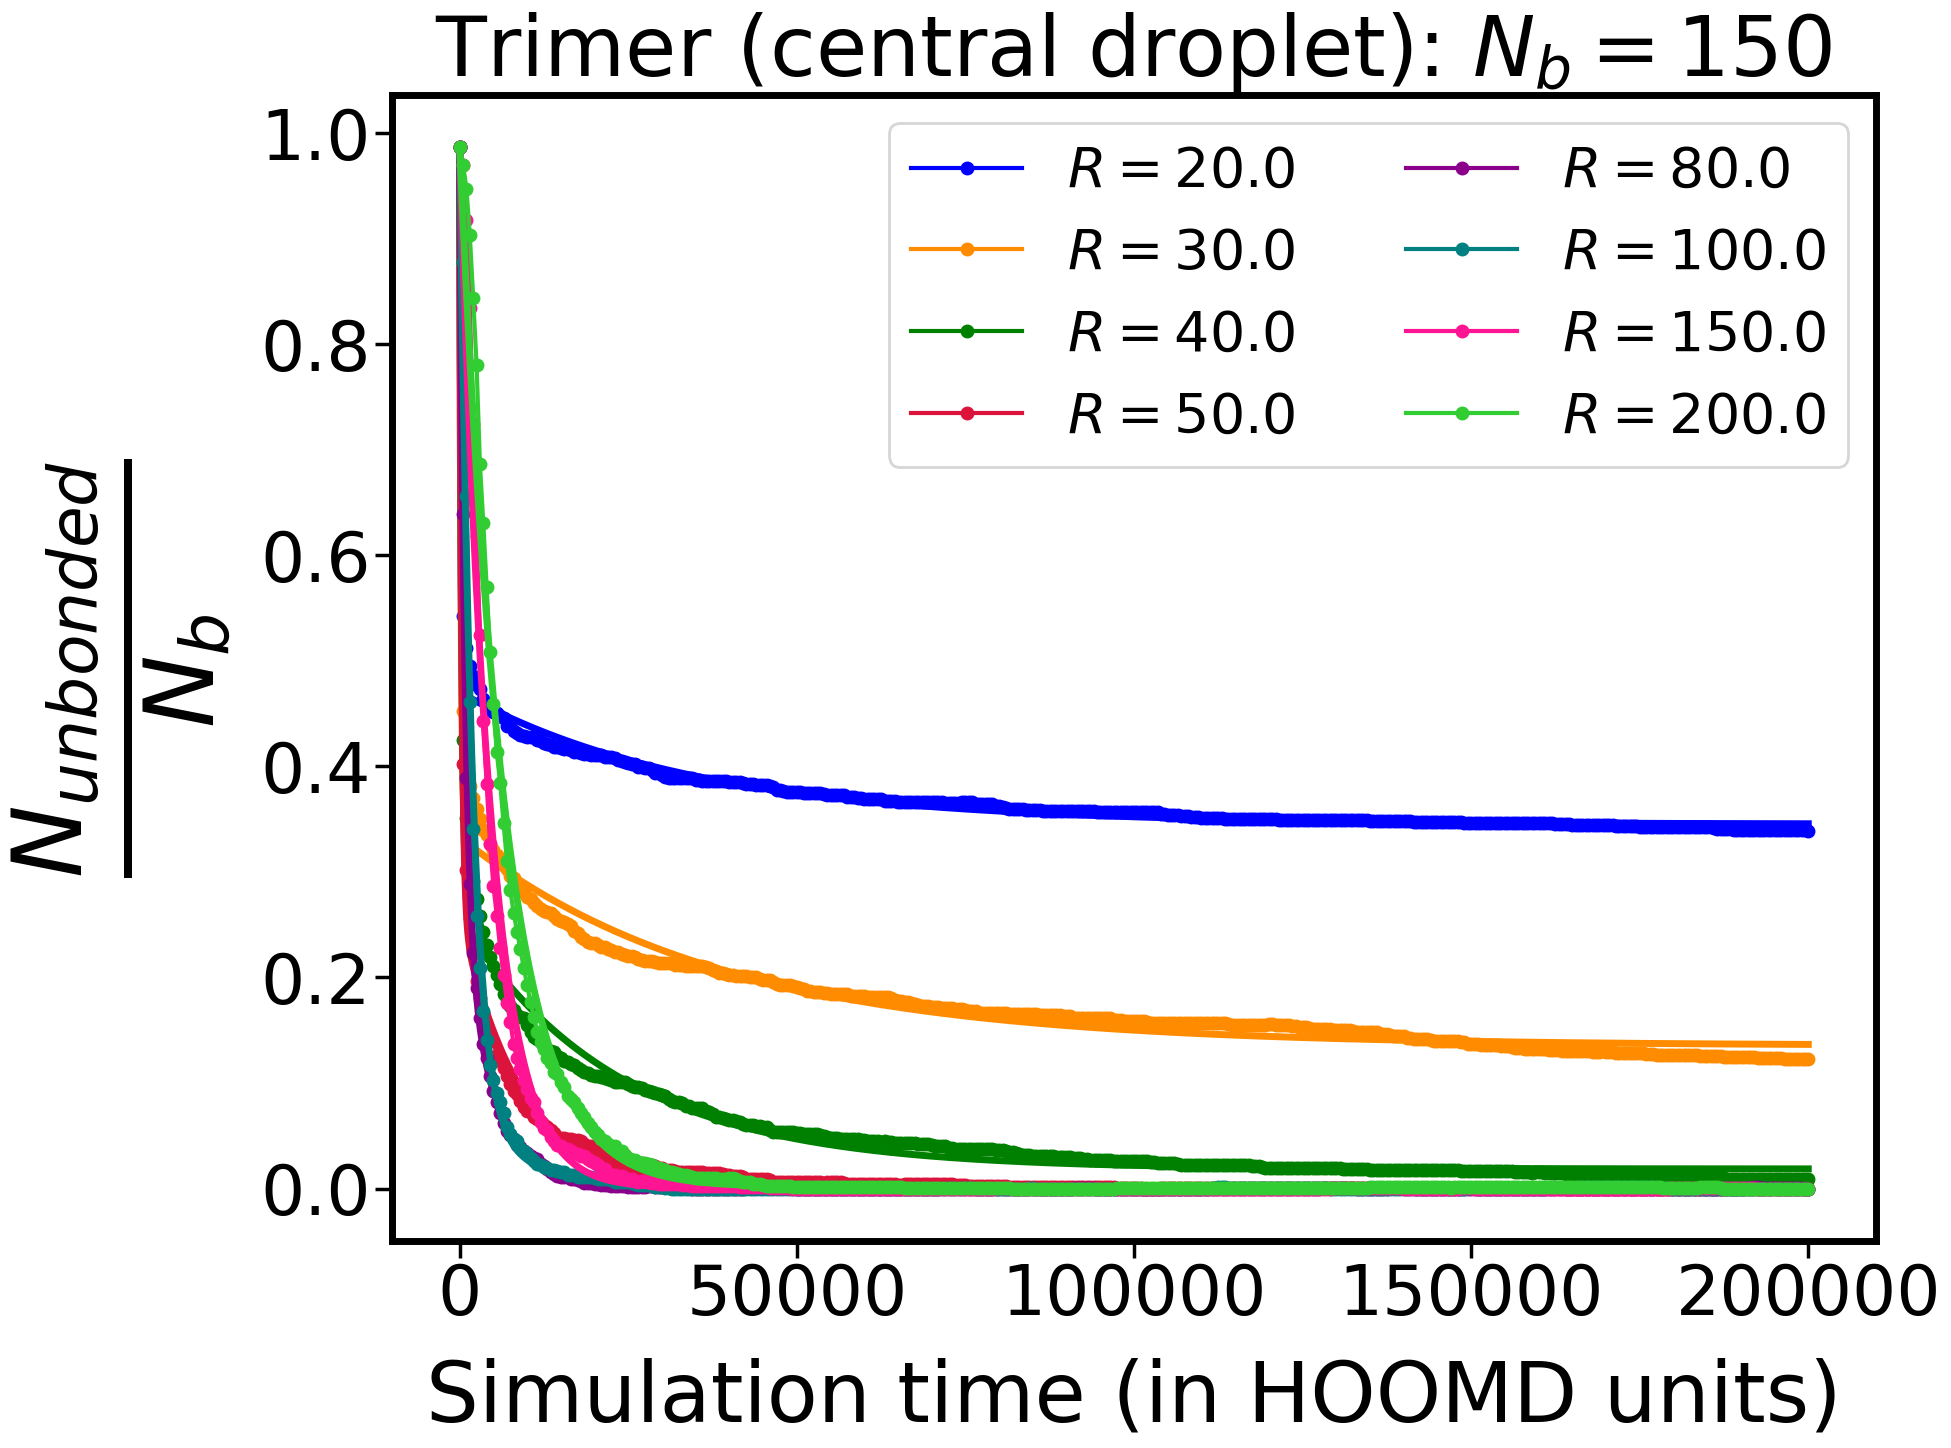 Trimer (central droplet): N_b = 150
N_unbonded
N_b
1.0
0.8
0.6
0.4
0.2
0.0
R = 20.0
R = 30.0
R = 40.0
R = 50.0
R = 80.0
R = 100.0
R = 150.0
R = 200.0
0 50000 100000 150000 200000
Simulation time (in HOOMD units)